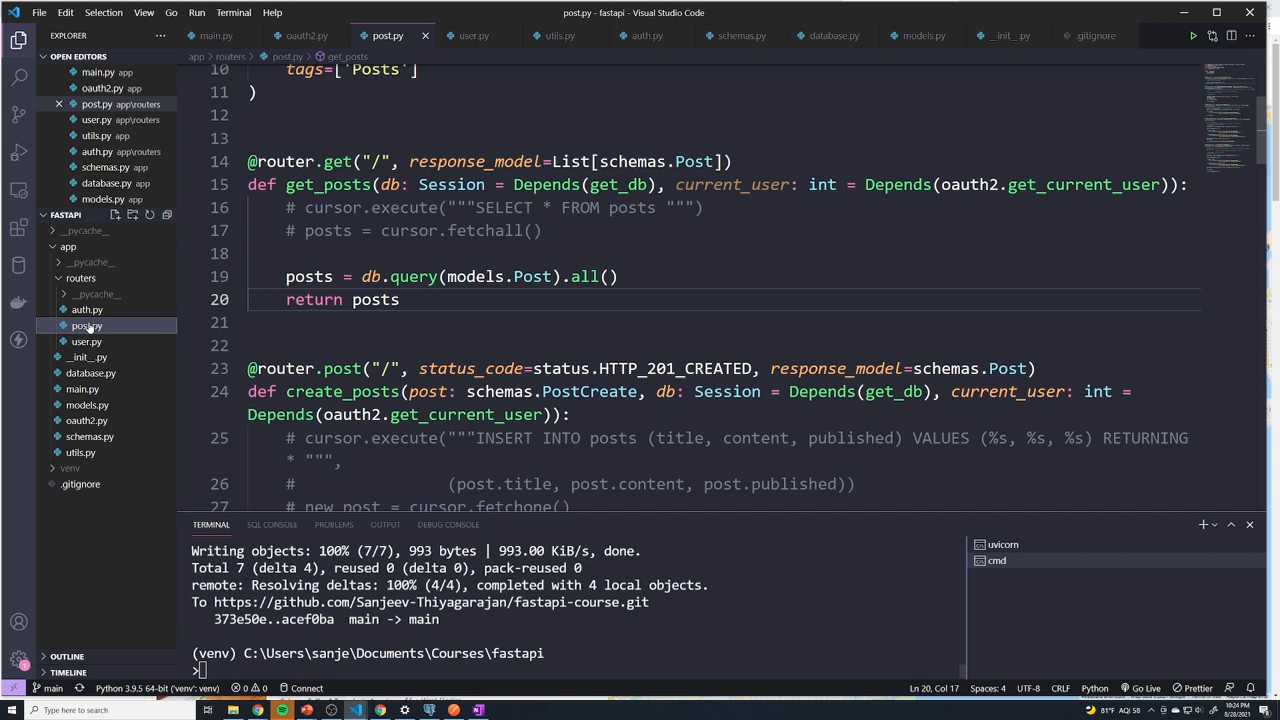 File Edit Selection View Go Run Terminal Help
post.py - fastapi - Visual Studio Code
EXPLORER
main.py oauth2.py post.py user.py utils.py auth.py schemas.py database.py models.py __init__.py .gitignore
app > routers > post.py > get_posts
OPEN EDITORS
main.py app
oauth2.py app
post.py app\routers
user.py app\routers
utils.py app
auth.py app\routers
schemas.py app
database.py app
models.py app
FASTAPI
__pycache__
app
__pycache__
routers
__pycache__
auth.py
post.py
user.py
__init__.py
database.py
main.py
models.py
oauth2.py
schemas.py
utils.py
venv
.gitignore
OUTLINE
TIMELINE
10 tags=['Posts']
11 )
12
13
14 @router.get("/", response_model=List[schemas.Post])
15 def get_posts(db: Session = Depends(get_db), current_user: int = Depends(oauth2.get_current_user)):
16 # cursor.execute("""SELECT * FROM posts """)
17 # posts = cursor.fetchall()
18
19 posts = db.query(models.Post).all()
20 return posts
21
22
23 @router.post("/", status_code=status.HTTP_201_CREATED, response_model=schemas.Post)
24 def create_posts(post: schemas.PostCreate, db: Session = Depends(get_db), current_user: int =
Depends(oauth2.get_current_user)):
25 # cursor.execute("""INSERT INTO posts (title, content, published) VALUES (%s, %s, %s) RETURNING
* """,
26 # (post.title, post.content, post.published))
27 # new_post = cursor.fetchone()
TERMINAL SQL CONSOLE PROBLEMS OUTPUT DEBUG CONSOLE
Writing objects: 100% (7/7), 993 bytes | 993.00 KiB/s, done.
Total 7 (delta 4), reused 0 (delta 0), pack-reused 0
remote: Resolving deltas: 100% (4/4), completed with 4 local objects.
To https://github.com/Sanjeev-Thiyagarajan/fastapi-course.git
373e50e..acef0ba main -> main
(venv) C:\Users\sanje\Documents\Courses\fastapi
>
uvicorn
cmd
1
main Python 3.9.5 64-bit ('venv': venv) 0 0 Connect
Ln 20, Col 17 Spaces: 4 UTF-8 CRLF Python Go Live Prettier
Type here to search
81°F AQI 58
10:24 PM
8/28/2021